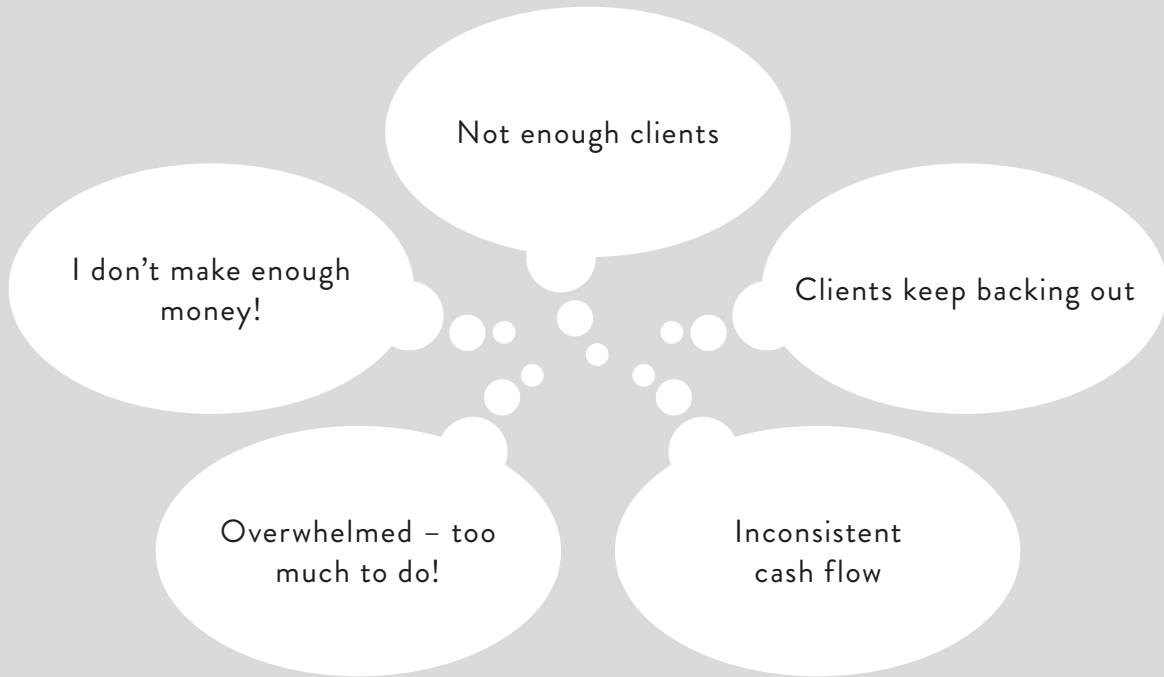 Not enough clients
I don’t make enough
money!
Clients keep backing out
Overwhelmed – too
much to do!
Inconsistent
cash flow